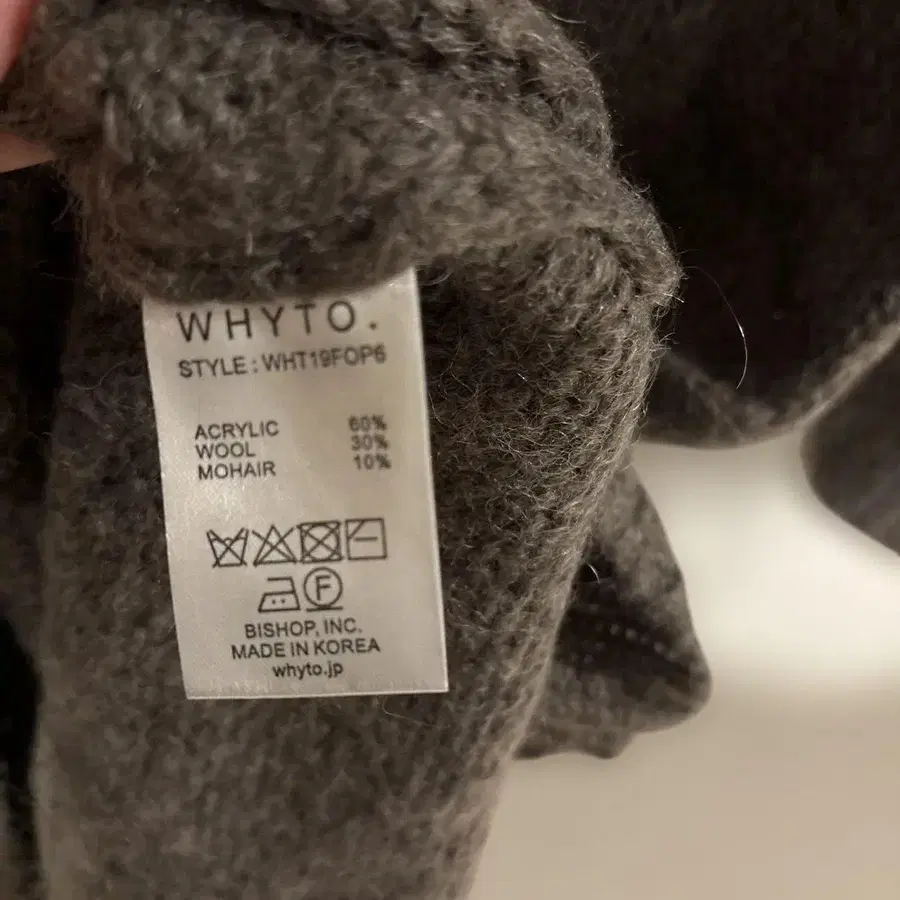 WHYTO.
STYLE : WHT19FOP6
ACRYLIC 60%
WOOL 30%
MOHAIR 10%
F
BISHOP, INC.
MADE IN KOREA
whyto.jp